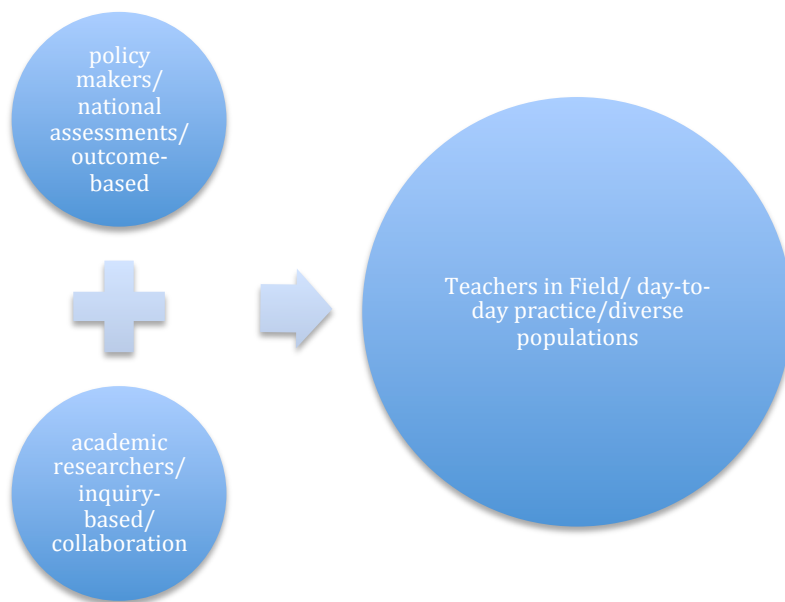 policy
makers/
national
assessments/
outcome-
based
academic
researchers/
inquiry-
based/
collaboration
Teachers in Field/ day-to-
day practice/diverse
populations